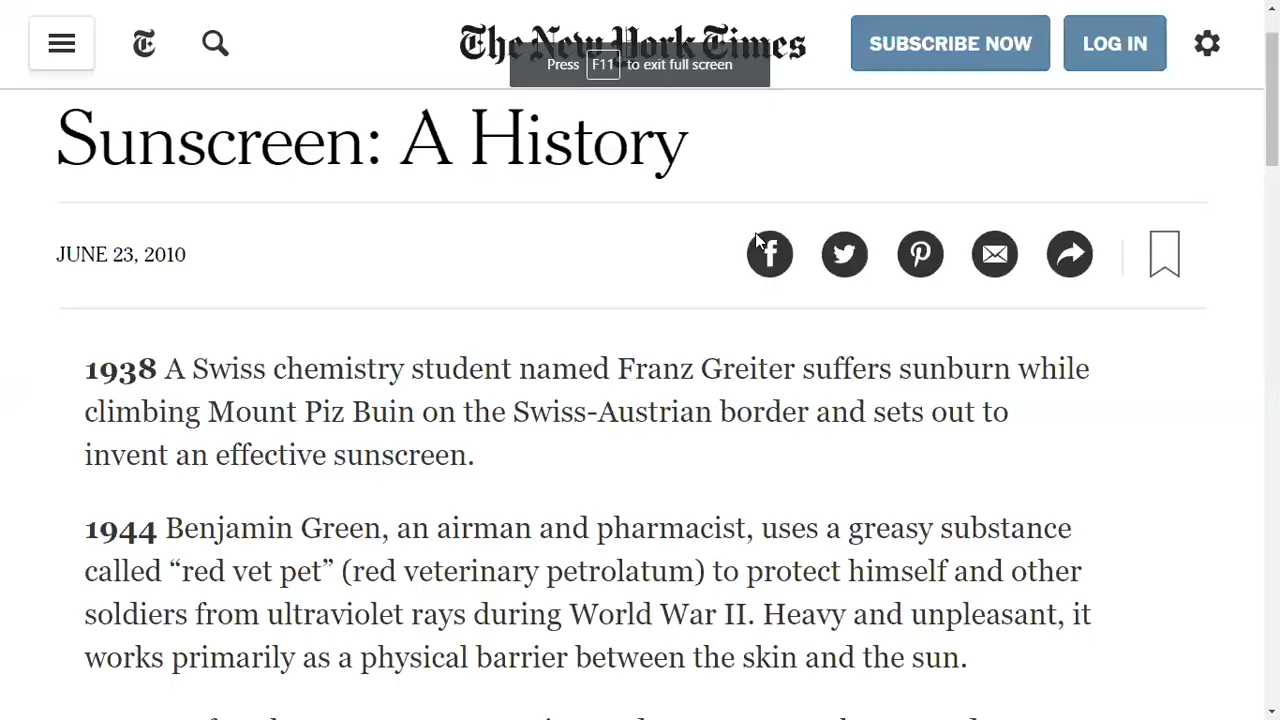 The New York Times
SUBSCRIBE NOW
LOG IN
Press F11 to exit full screen
Sunscreen: A History
JUNE 23, 2010
1938 A Swiss chemistry student named Franz Greiter suffers sunburn while
climbing Mount Piz Buin on the Swiss-Austrian border and sets out to
invent an effective sunscreen.
1944 Benjamin Green, an airman and pharmacist, uses a greasy substance
called “red vet pet” (red veterinary petrolatum) to protect himself and other
soldiers from ultraviolet rays during World War II. Heavy and unpleasant, it
works primarily as a physical barrier between the skin and the sun.